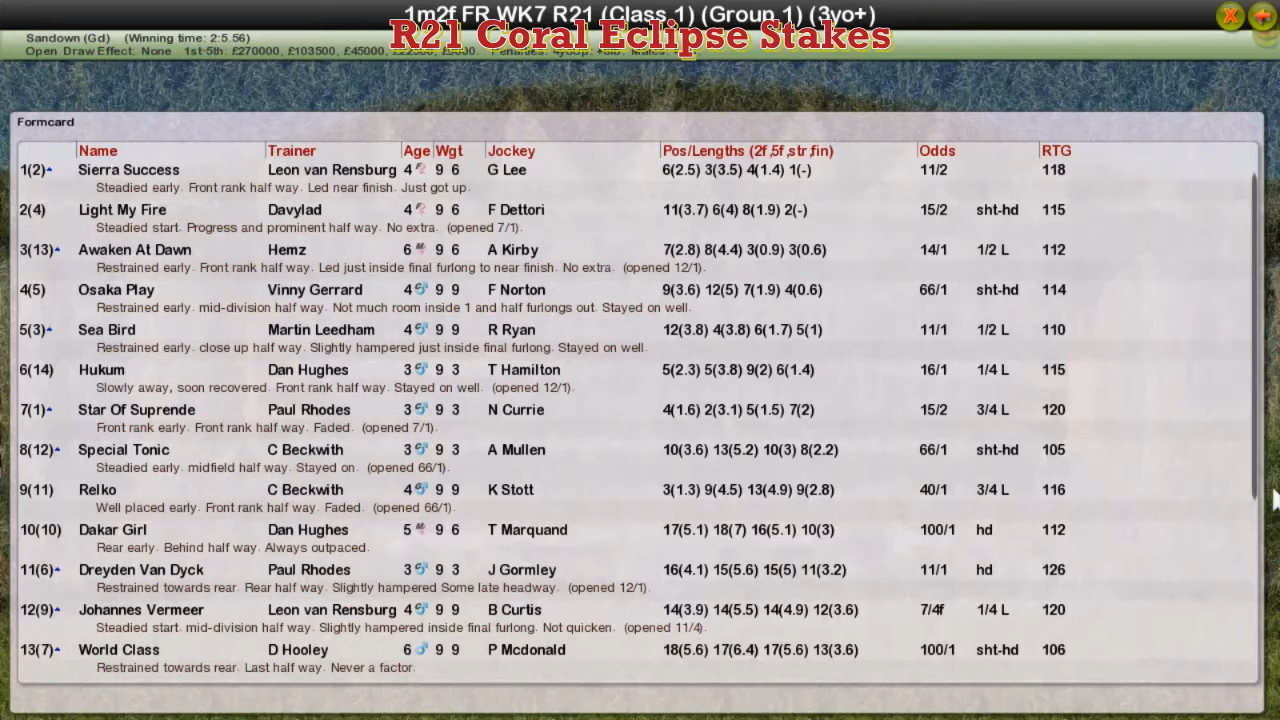 1m2f FR WK7 R21 (Class 1) (Group 1) (3yo+)
R21 Coral Eclipse Stakes
Sandown (Gd) (Winning time: 2:5.56)
Open Draw Effect. None 1st-5th: £270000, £103500, £45000,
Formcard
Name Trainer Age Wgt Jockey Pos/Lengths (2f,5f,str,fin) Odds RTG
1(2) Sierra Success Leon van Rensburg 4 9 6 G Lee 6(2.5) 3(3.5) 4(1.4) 1(-) 11/2 118
Steadied early. Front rank half way. Led near finish. Just got up.
2(4) Light My Fire Davylad 4 9 6 F Dettori 11(3.7) 6(4) 8(1.9) 2(-) 15/2 sht-hd 115
Steadied start. Progress and prominent half way. No extra. (opened 7/1).
3(13) Awaken At Dawn Hemz 6 9 6 A Kirby 7(2.8) 8(4.4) 3(0.9) 3(0.6) 14/1 1/2 L 112
Restrained early. Front rank half way. Led just inside final furlong to near finish. No extra. (opened 12/1).
4(5) Osaka Play Vinny Gerrard 4 9 9 F Norton 9(3.6) 12(5) 7(1.9) 4(0.6) 66/1 sht-hd 114
Restrained early. mid-division half way. Not much room inside 1 and half furlongs out. Stayed on well.
5(3) Sea Bird Martin Leedham 4 9 9 R Ryan 12(3.8) 4(3.8) 6(1.7) 5(1) 11/1 1/2 L 110
Restrained early. close up half way. Slightly hampered just inside final furlong. Stayed on well.
6(14) Hukum Dan Hughes 3 9 3 T Hamilton 5(2.3) 5(3.8) 9(2) 6(1.4) 16/1 1/4 L 115
Slowly away, soon recovered. Front rank half way. Stayed on well. (opened 12/1).
7(1) Star Of Suprende Paul Rhodes 3 9 3 N Currie 4(1.6) 2(3.1) 5(1.5) 7(2) 15/2 3/4 L 120
Front rank early. Front rank half way. Faded. (opened 7/1).
8(12) Special Tonic C Beckwith 3 9 3 A Mullen 10(3.6) 13(5.2) 10(3) 8(2.2) 66/1 sht-hd 105
Steadied early. midfield half way. Stayed on. (opened 66/1).
9(11) Relko C Beckwith 4 9 9 K Stott 3(1.3) 9(4.5) 13(4.9) 9(2.8) 40/1 3/4 L 116
Well placed early. Front rank half way. Faded. (opened 66/1).
10(10) Dakar Girl Dan Hughes 5 9 6 T Marquand 17(5.1) 18(7) 16(5.1) 10(3) 100/1 hd 112
Rear early. Behind half way. Always outpaced.
11(6) Dreyden Van Dyck Paul Rhodes 3 9 3 J Gormley 16(4.1) 15(5.6) 15(5) 11(3.2) 11/1 hd 126
Restrained towards rear. Rear half way. Slightly hampered Some late headway. (opened 12/1).
12(9) Johannes Vermeer Leon van Rensburg 4 9 9 B Curtis 14(3.9) 14(5.5) 14(4.9) 12(3.6) 7/4f 1/4 L 120
Steadied start. mid-division half way. Slightly hampered inside final furlong. Not quicken. (opened 11/4).
13(7) World Class D Hooley 6 9 9 P Mcdonald 18(5.6) 17(6.4) 17(5.6) 13(3.6) 100/1 sht-hd 106
Restrained towards rear. Last half way. Never a factor.